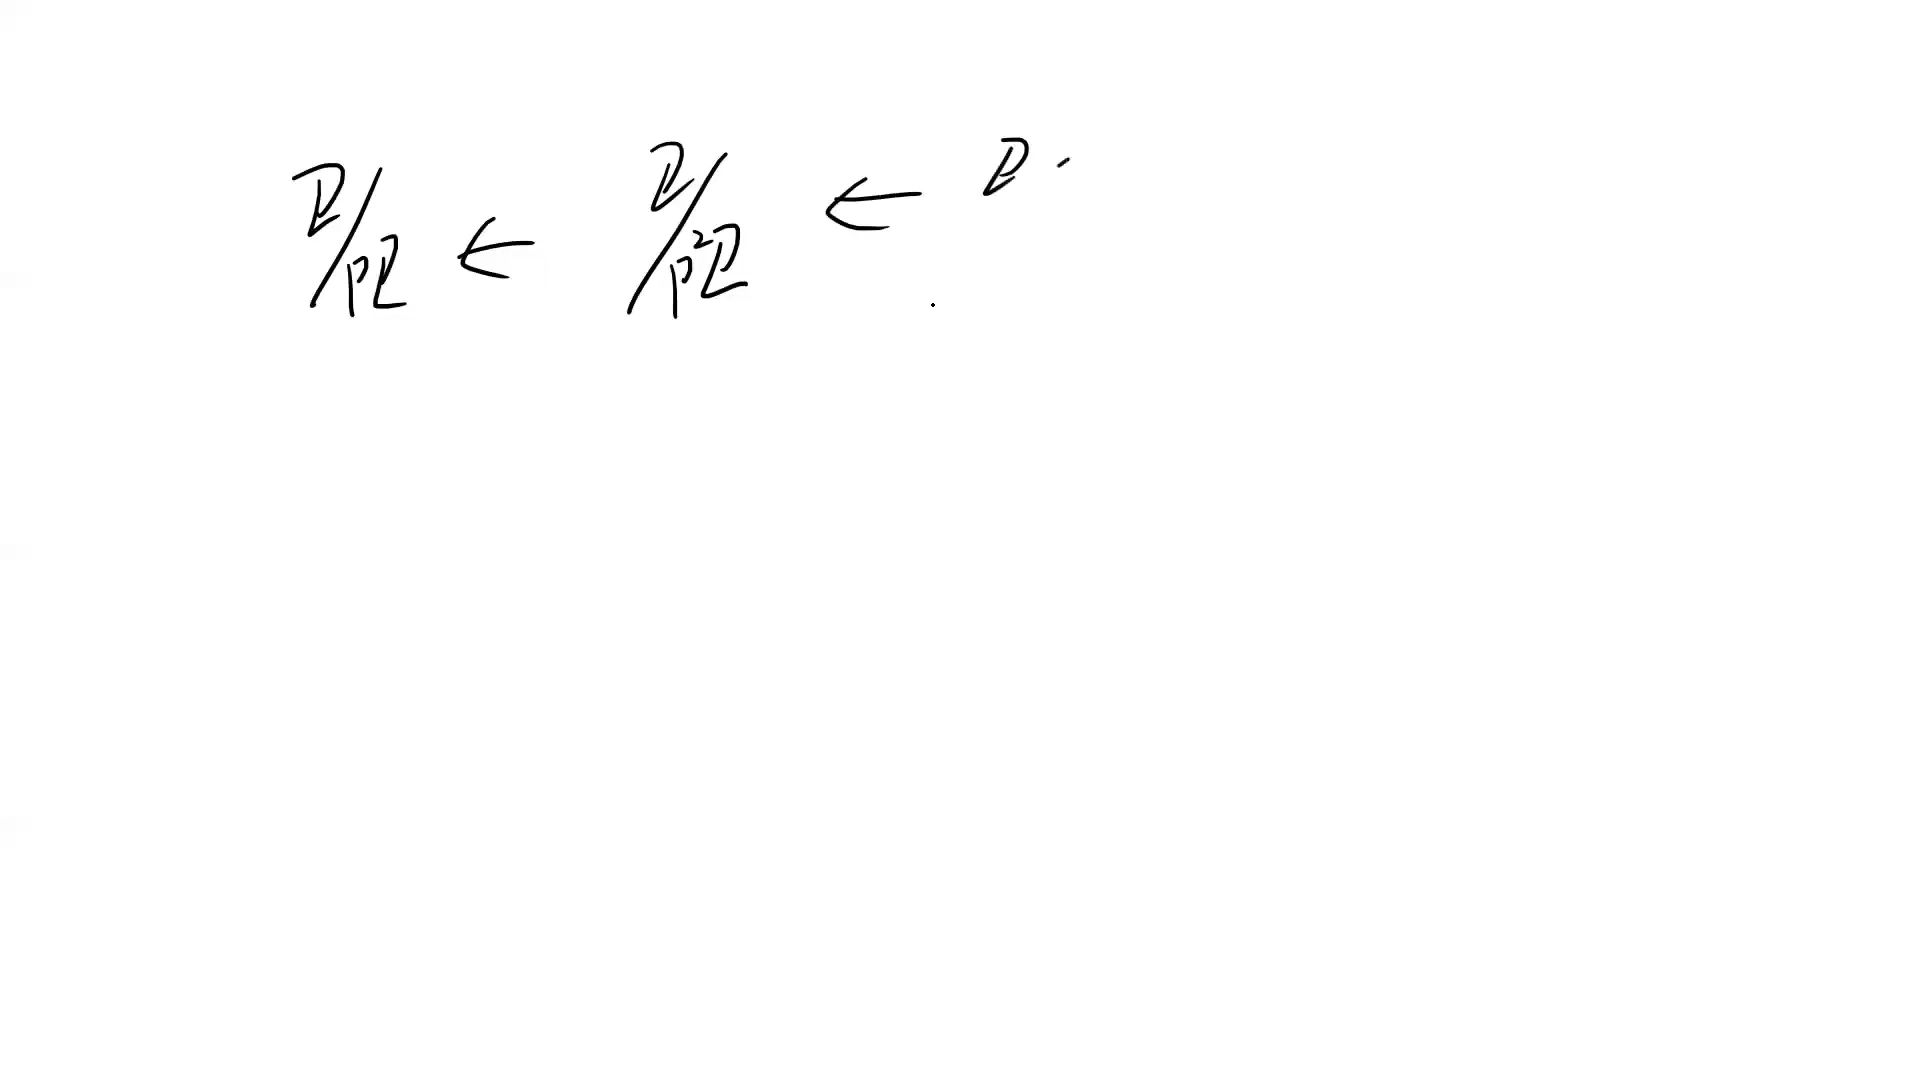 ℤ/pℤ ← ℤ/p²ℤ ← ℤ